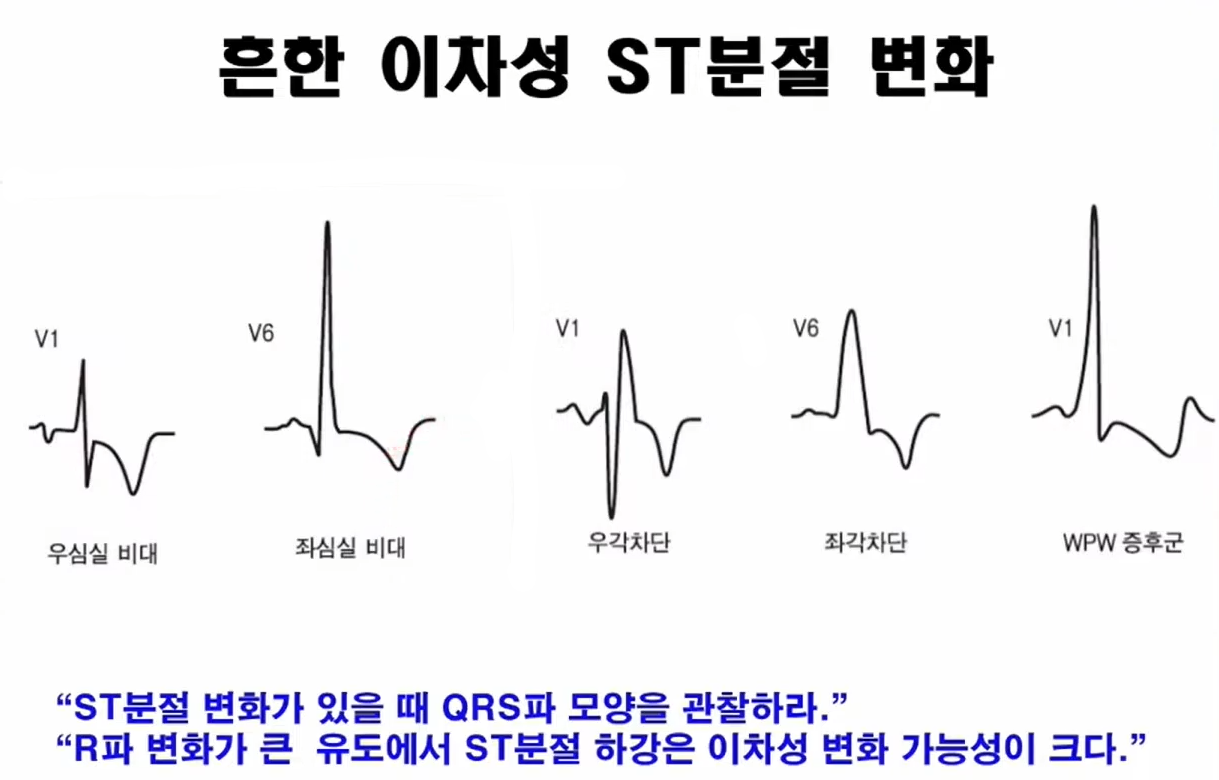 흔한 이차성 ST분절 변화
V1
V6
V1
V6
V1
우심실 비대
좌심실 비대
우각차단
좌각차단
WPW 증후군
“ST분절 변화가 있을 때 QRS파 모양을 관찰하라.”
“R파 변화가 큰 유도에서 ST분절 하강은 이차성 변화 가능성이 크다.”